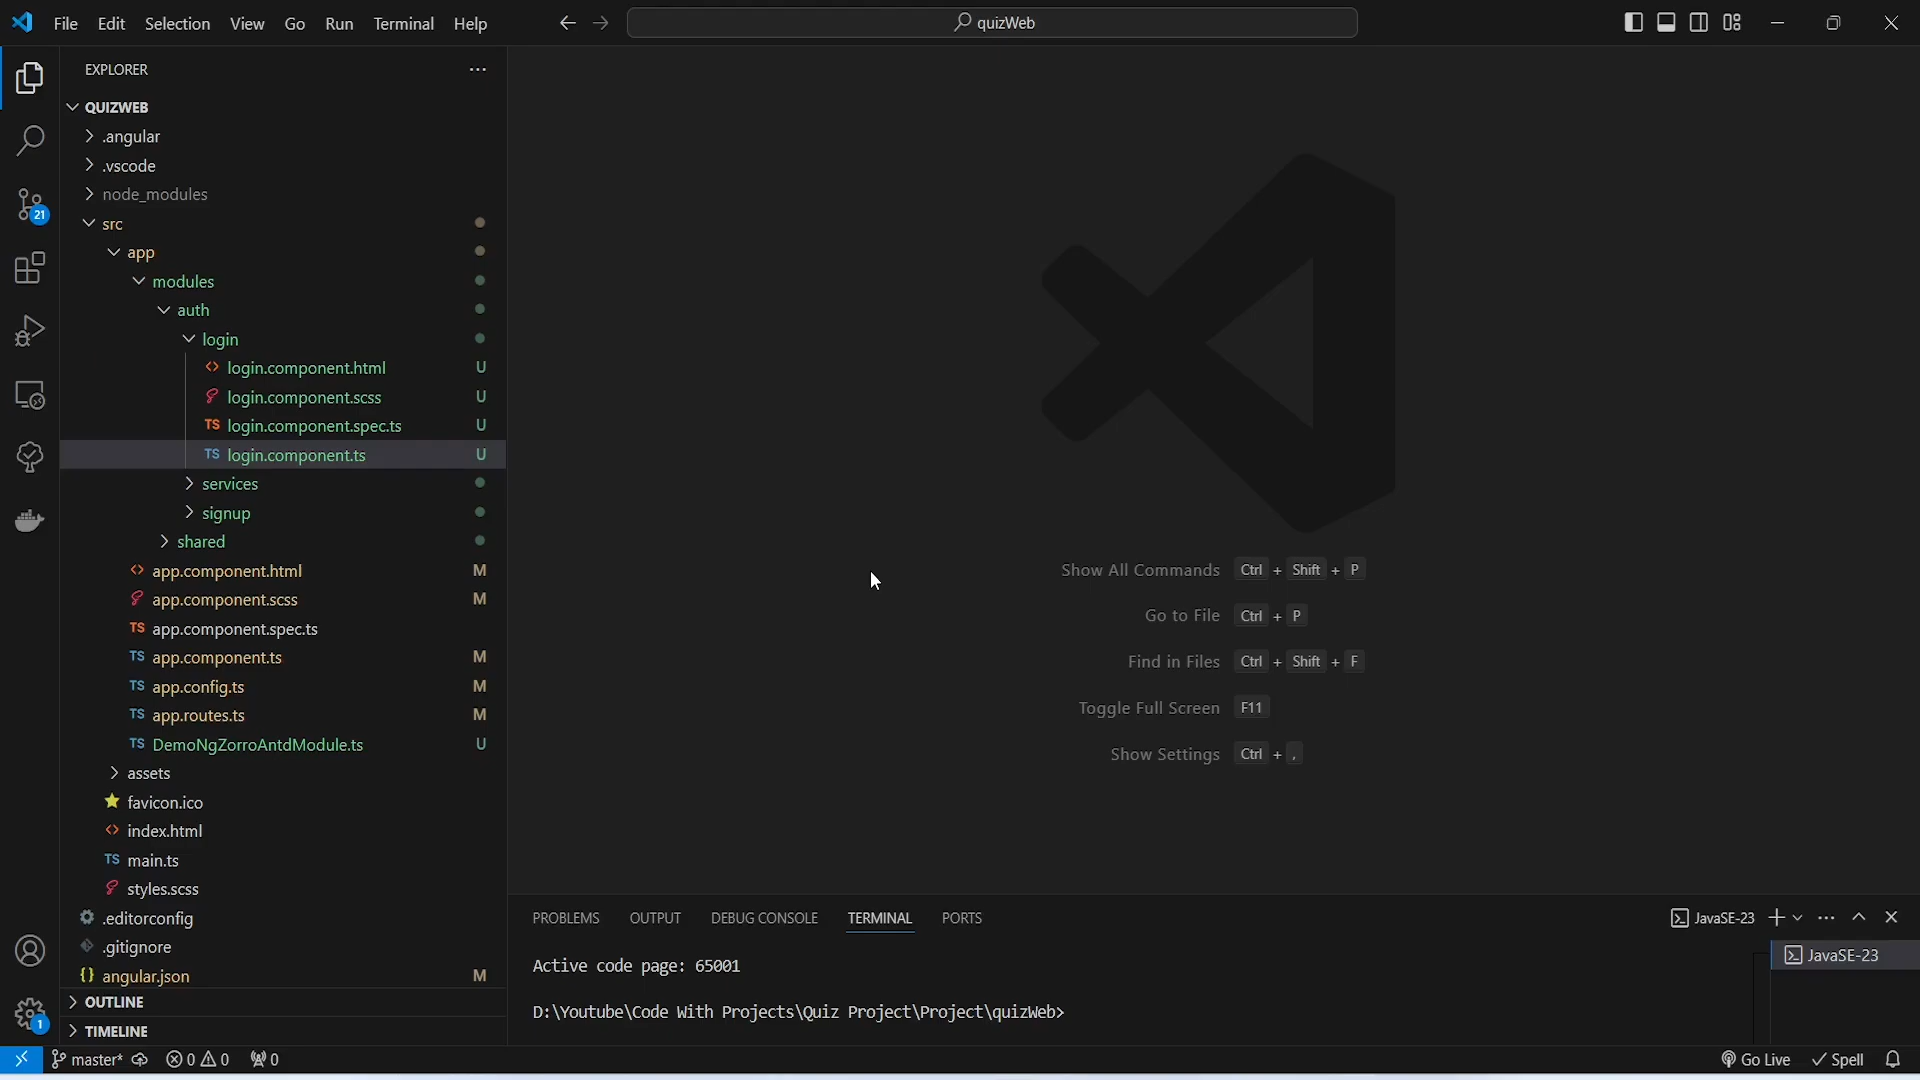 File Edit Selection View Go Run Terminal Help
quizWeb
EXPLORER
QUIZWEB
.angular
.vscode
node_modules
21
src
app
modules
auth
login
login.component.html U
login.component.scss U
login.component.spec.ts U
login.component.ts U
services
signup
shared
app.component.html M
app.component.scss M
app.component.spec.ts
app.component.ts M
app.config.ts M
app.routes.ts M
DemoNgZorroAntdModule.ts U
assets
favicon.ico
index.html
main.ts
styles.scss
.editorconfig
.gitignore
angular.json M
OUTLINE
1
TIMELINE
Show All Commands Ctrl + Shift + P
Go to File Ctrl + P
Find in Files Ctrl + Shift + F
Toggle Full Screen F11
Show Settings Ctrl + ,
PROBLEMS OUTPUT DEBUG CONSOLE TERMINAL PORTS
JavaSE-23
JavaSE-23
Active code page: 65001
D:\Youtube\Code With Projects\Quiz Project\Project\quizWeb>
master* 0 0 0
Go Live Spell